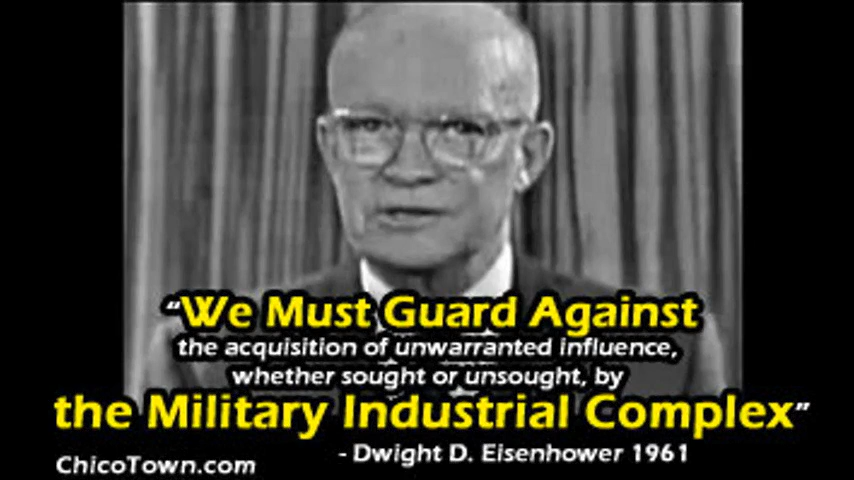 “We Must Guard Against
the acquisition of unwarranted influence,
whether sought or unsought, by
the Military Industrial Complex”
- Dwight D. Eisenhower 1961
ChicoTown.com